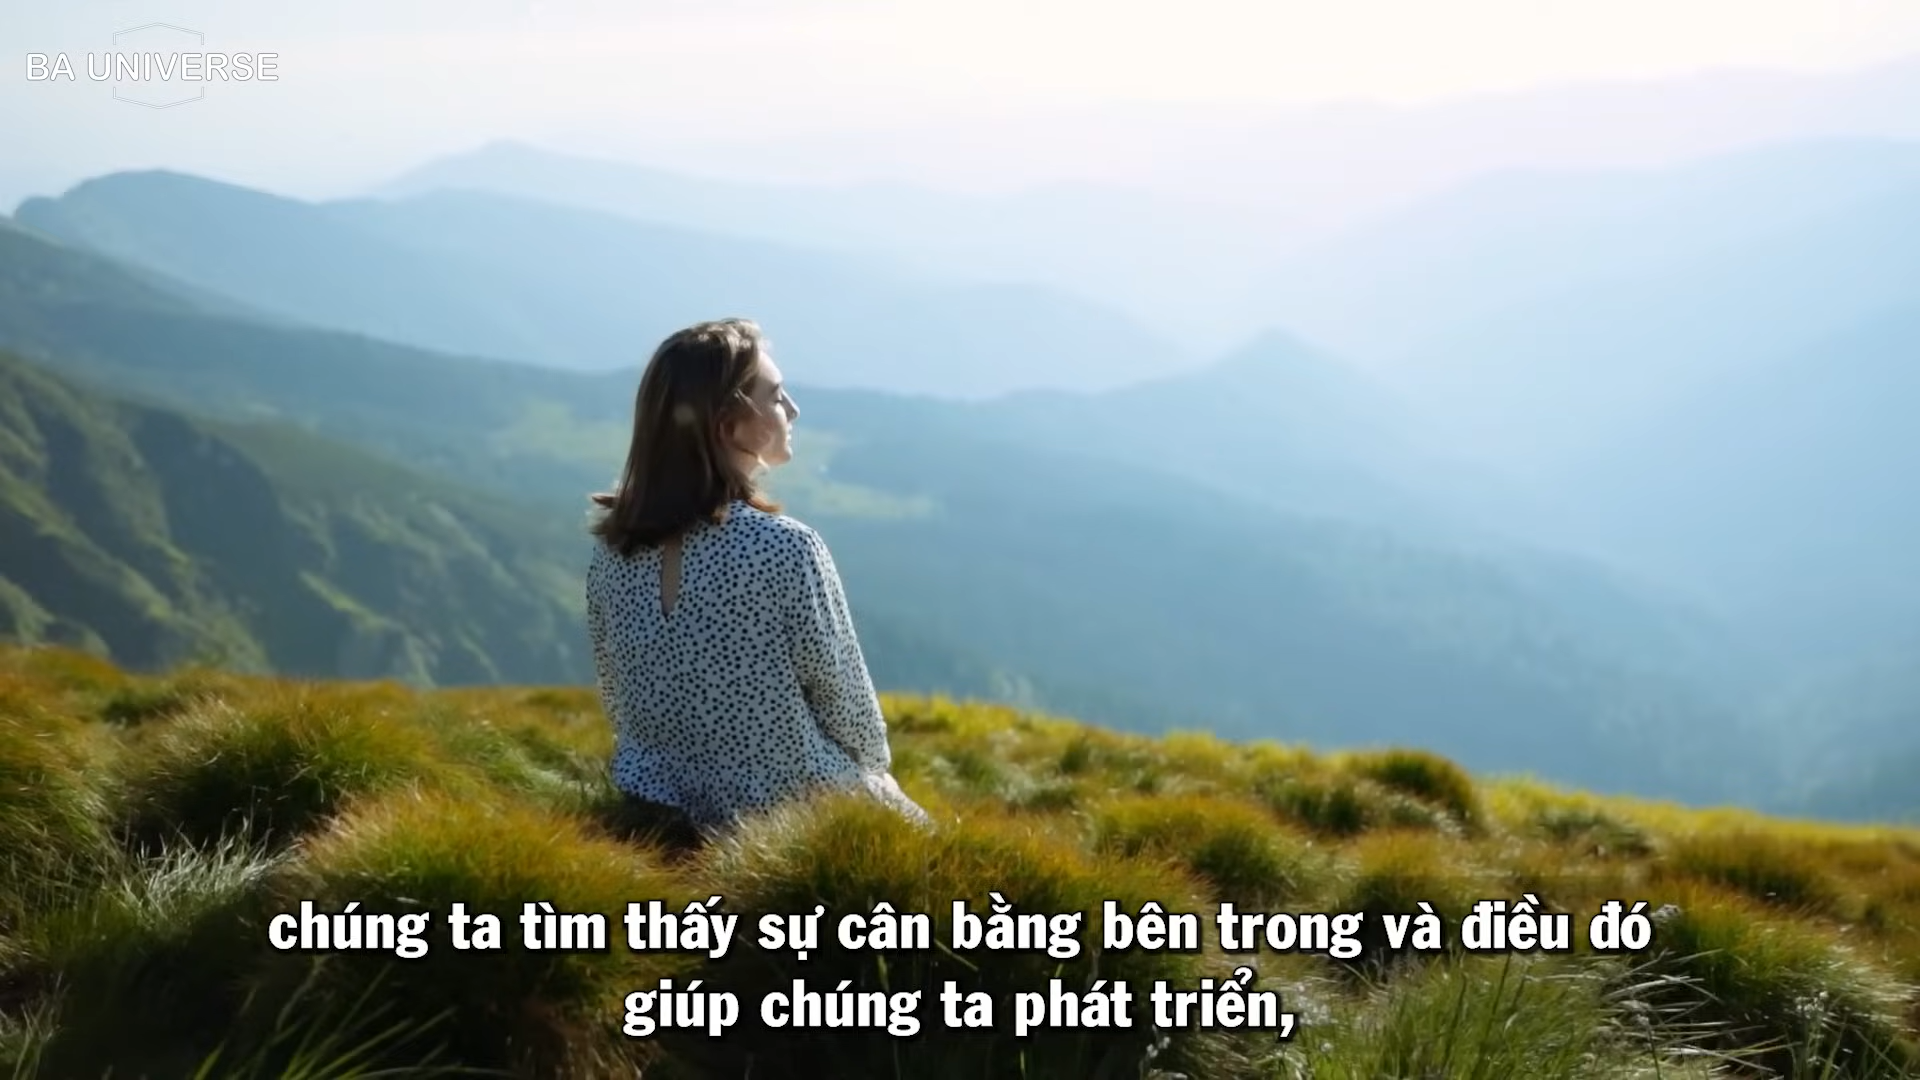 BA UNIVERSE
chúng ta tìm thấy sự cân bằng bên trong và điều đó
giúp chúng ta phát triển,